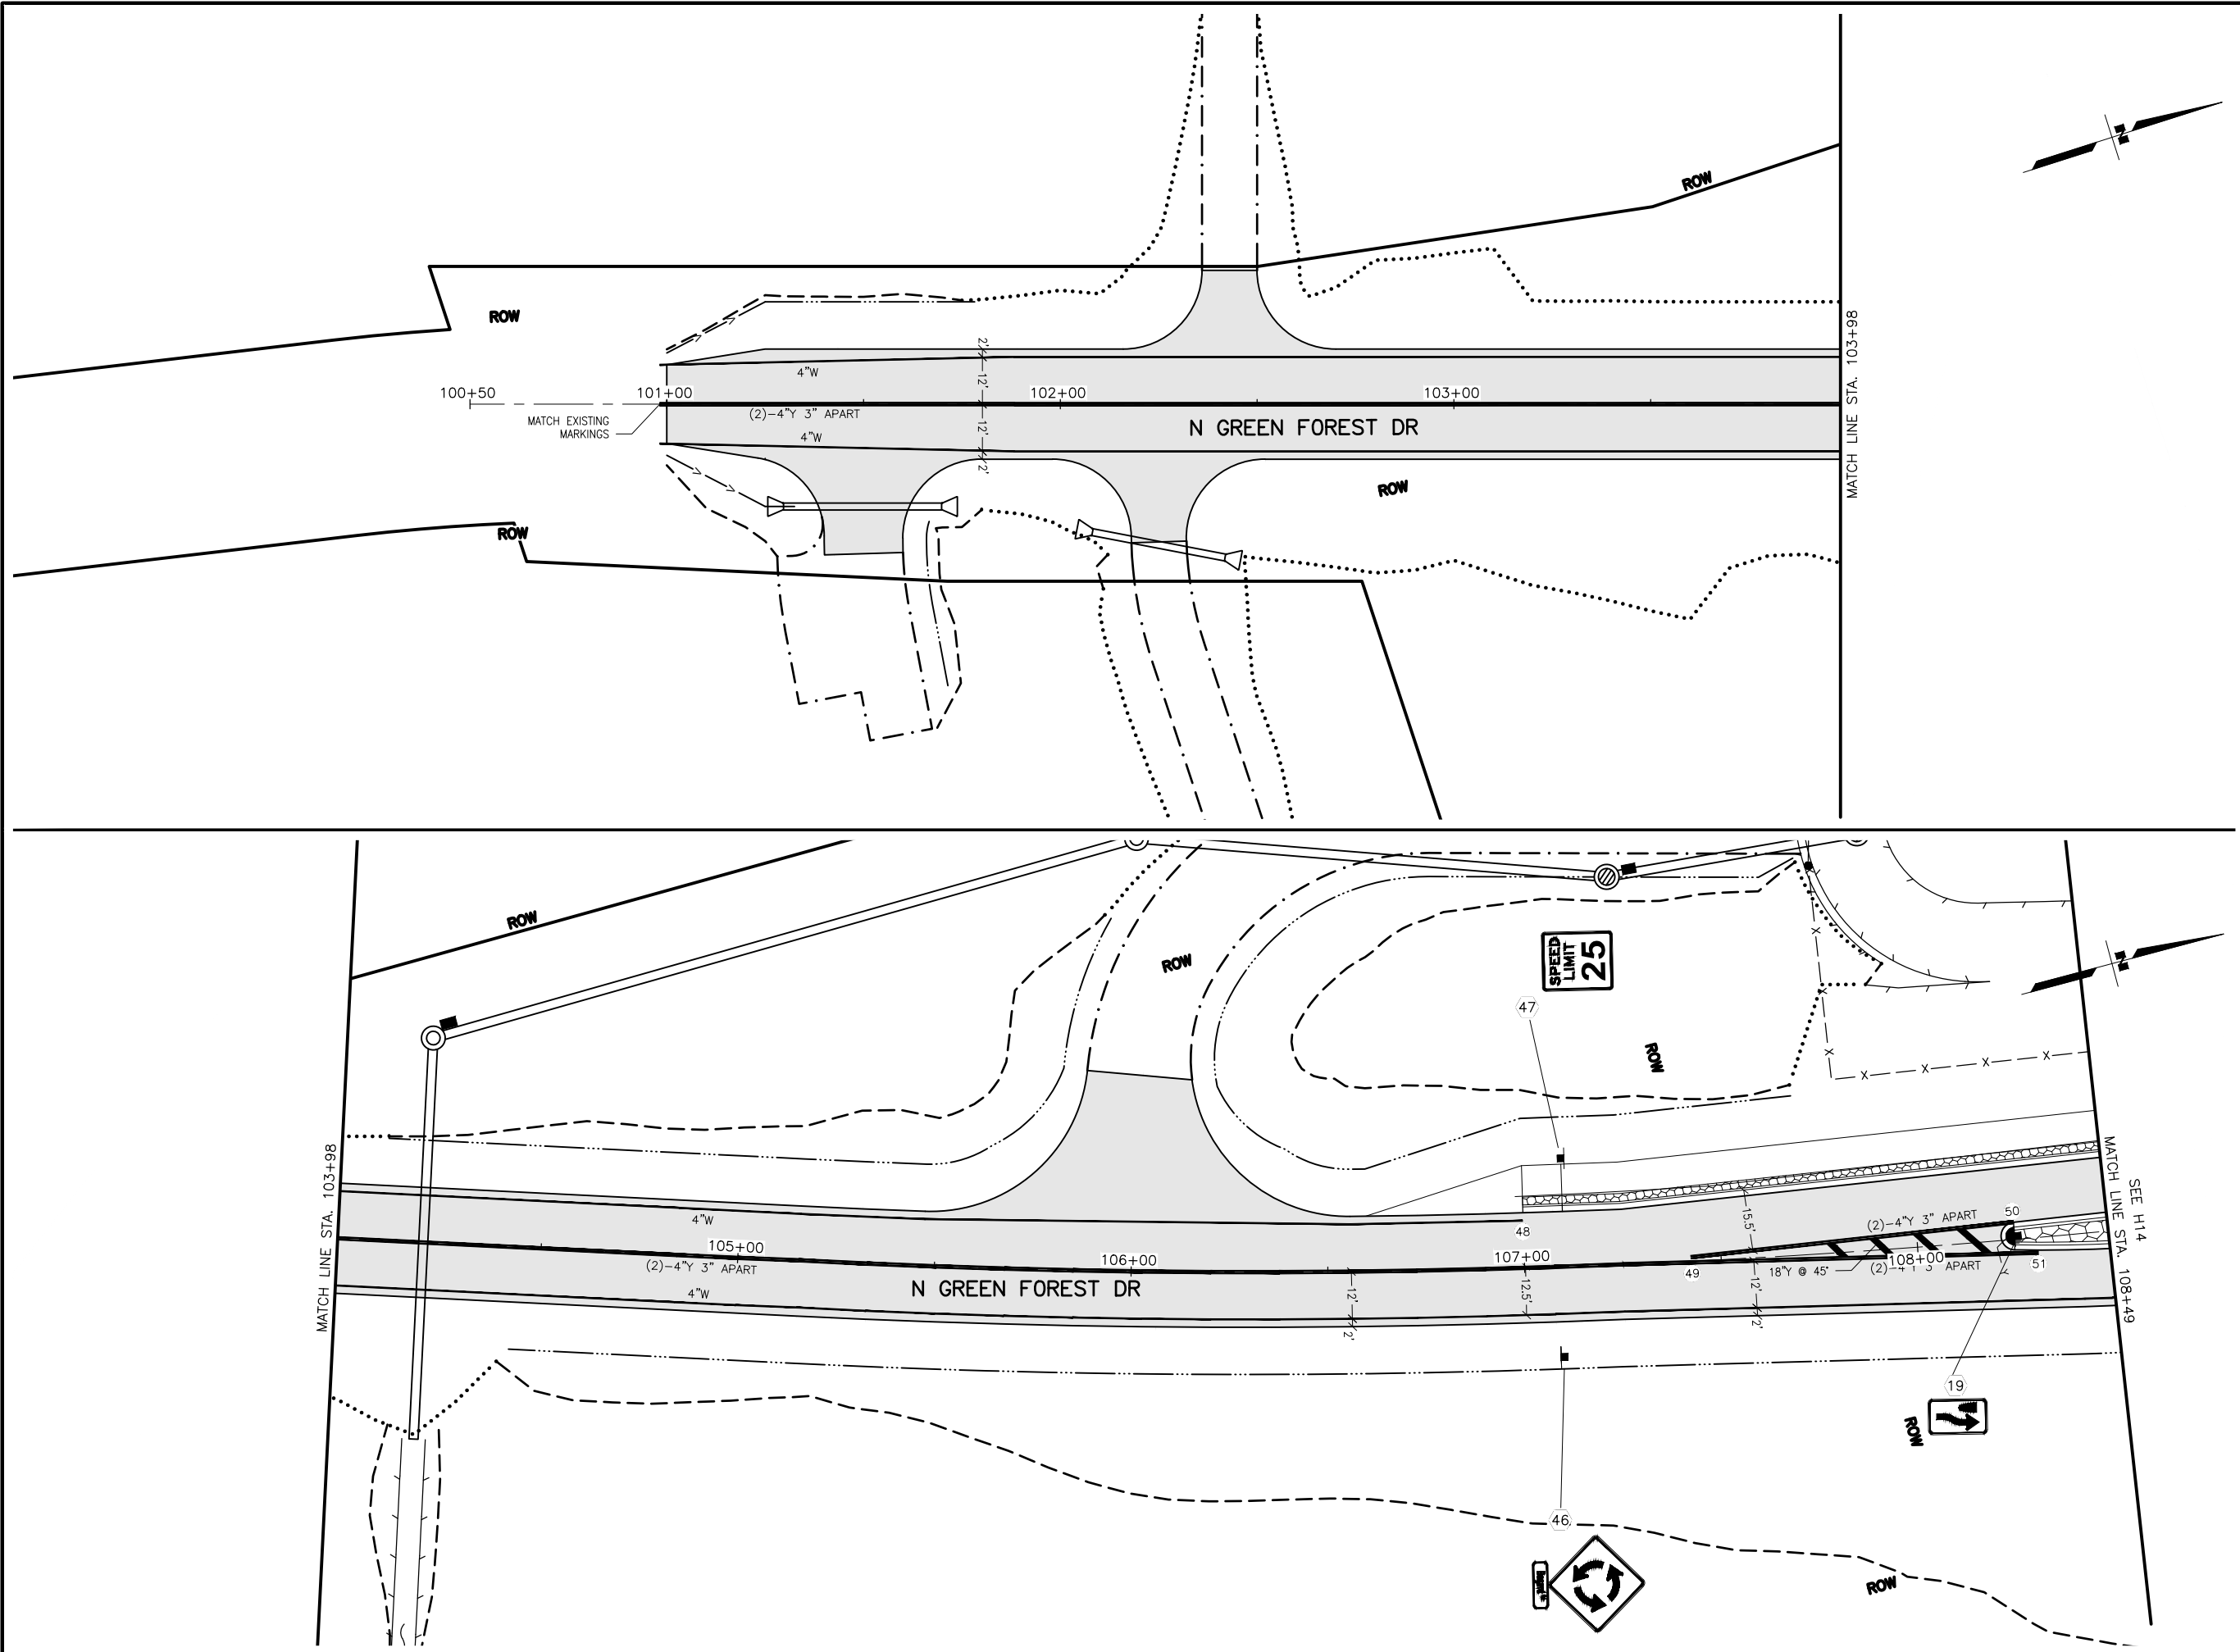 ROW
N
ROW
2'
4"W
12'
MATCH LINE STA. 103+98
100+50
101+00
102+00
103+00
MATCH EXISTING
MARKINGS
(2)-4"Y 3" APART
12'
N GREEN FOREST DR
4"W
2'
ROW
ROW
ROW
SPEED
LIMIT
25
ROW
N
47
ROW
MATCH LINE STA. 103+98
4"W
48
15.5'
(2)-4"Y 3" APART
50
MATCH LINE STA. 108+49
SEE H14
105+00
106+00
107+00
108+00
(2)-4"Y 3" APART
49
18"Y @ 45°
(2)-4"Y 3" APART
51
N GREEN FOREST DR
4"W
12'
2'
12.5'
12'
2'
19
ROW
46
ROW